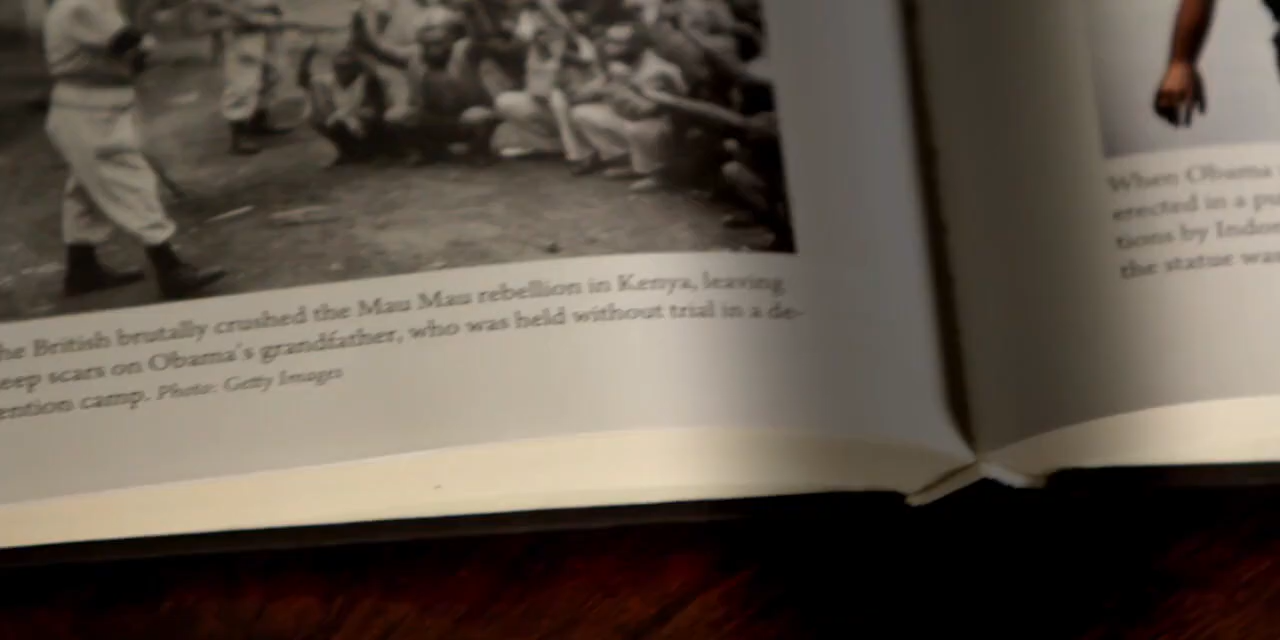 he British brutally crushed the Mau Mau rebellion in Kenya, leaving
eep scars on Obama's grandfather, who was held without trial in a de-
ention camp. Photo: Getty Images
When Obama
erected in a pu
tions by Indon
the statue was